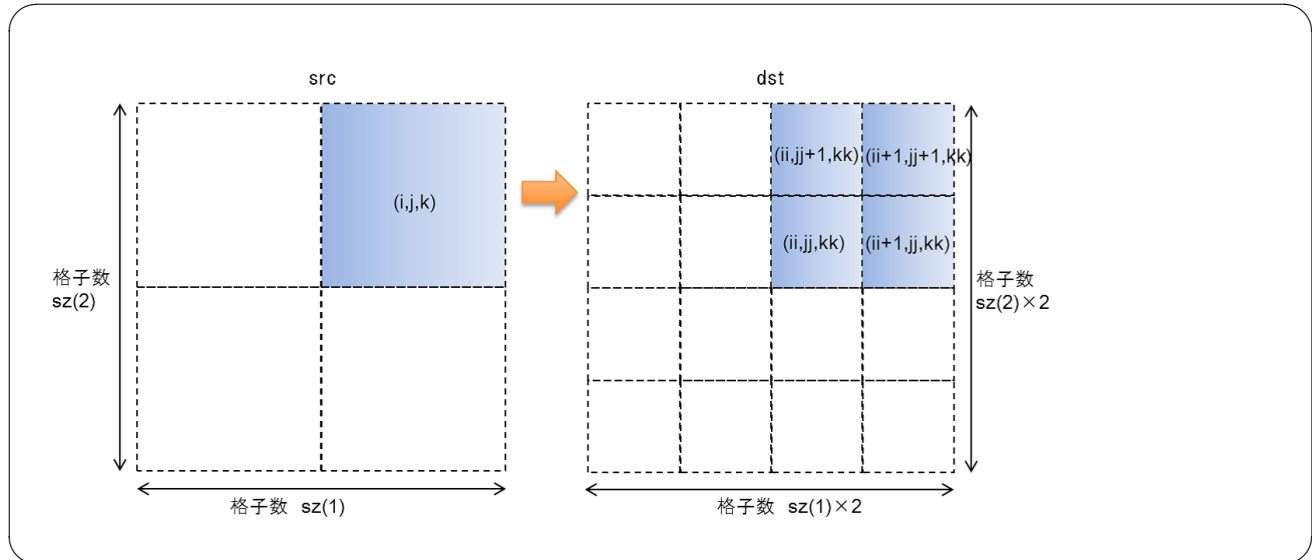 src
dst
(i,j,k)
(ii,jj+1,kk)
(ii+1,jj+1,kk)
(ii,jj,kk)
(ii+1,jj,kk)
格子数
sz(2)
格子数
sz(2)×2
格子数 sz(1)
格子数 sz(1)×2